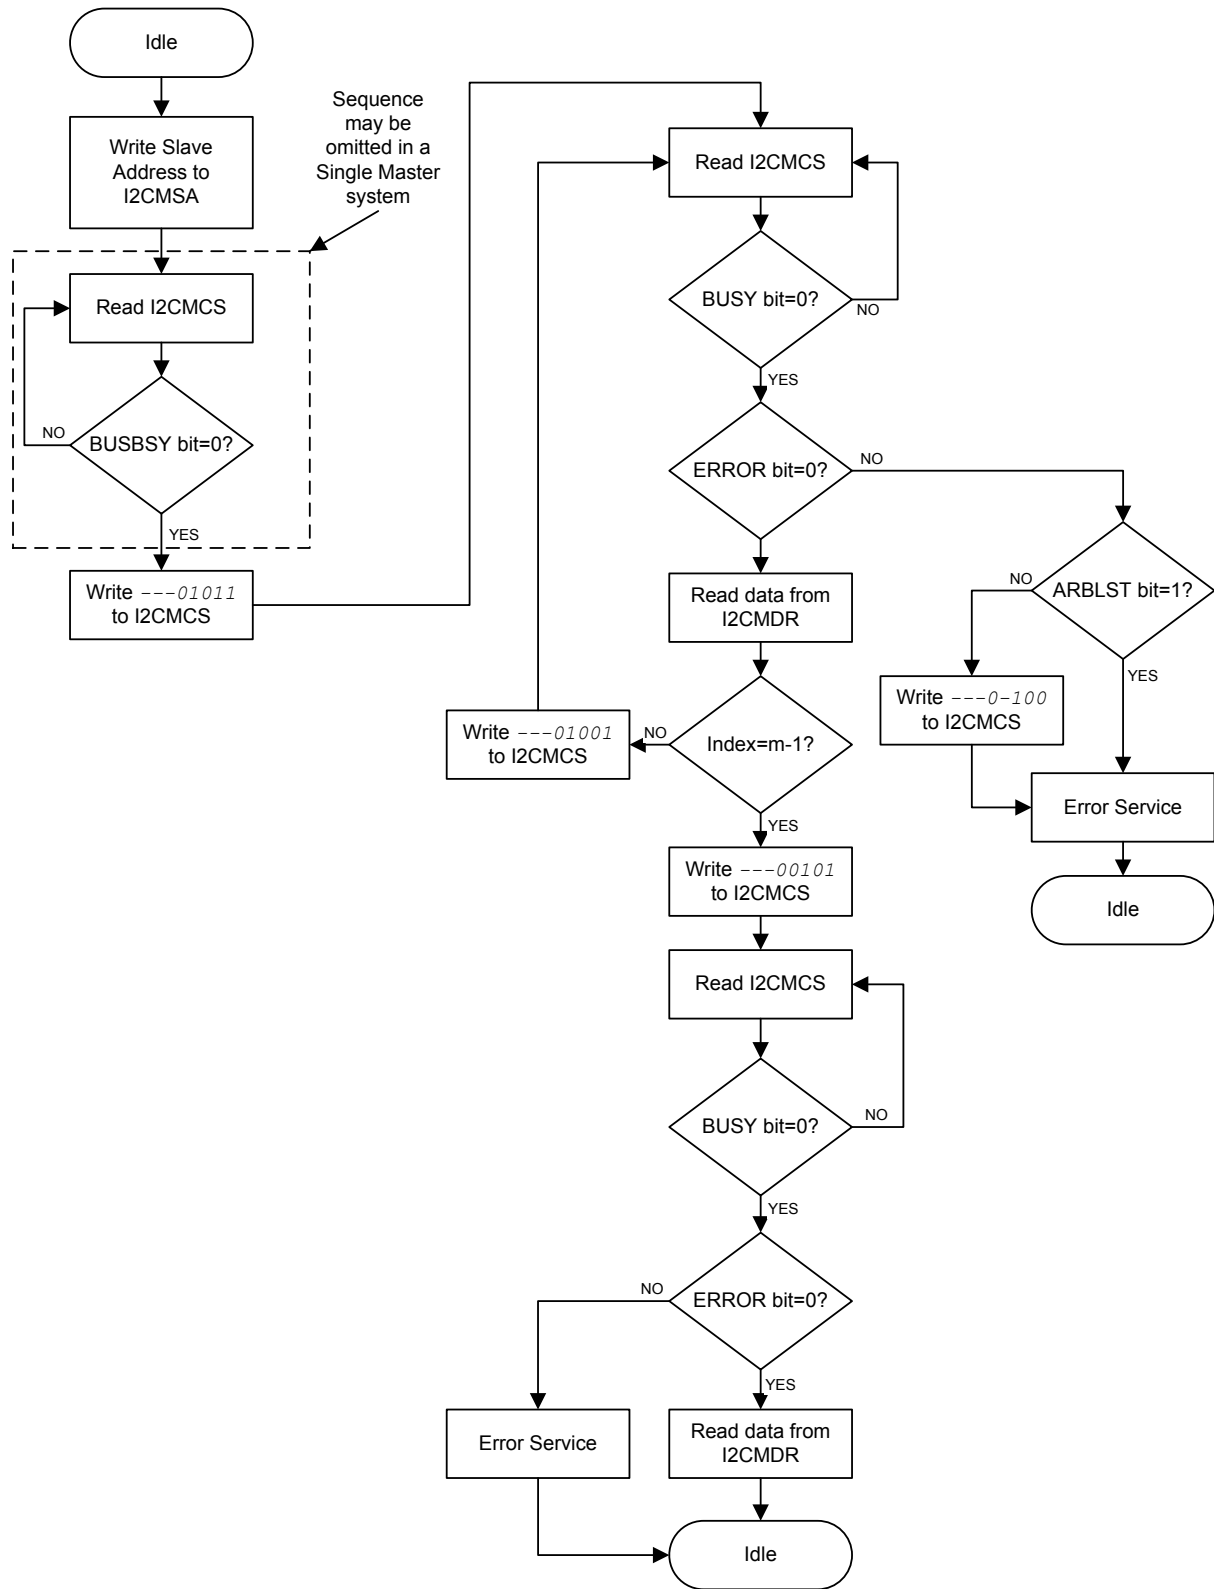 Idle
Write Slave
Address to
I2CMSA
Sequence
may be
omitted in a
Single Master
system
Read I2CMCS
BUSBSY bit=0?
NO
YES
Write ---01011
to I2CMCS
Read I2CMCS
BUSY bit=0?
NO
YES
ERROR bit=0?
NO
Read data from
I2CMDR
ARBLST bit=1?
NO
YES
Write ---0-100
to I2CMCS
Error Service
Idle
Index=m-1?
NO
Write ---01001
to I2CMCS
YES
Write ---00101
to I2CMCS
Read I2CMCS
BUSY bit=0?
NO
YES
ERROR bit=0?
NO
YES
Error Service
Read data from
I2CMDR
Idle